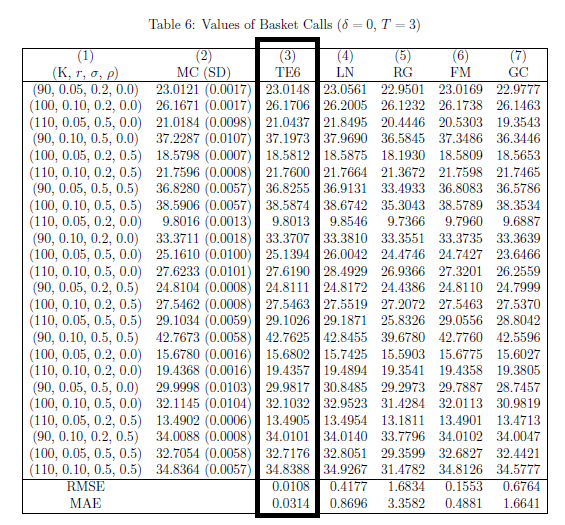 Table 6: Values of Basket Calls (δ = 0, T = 3)
(1) (2) (3) (4) (5) (6) (7)
(K, r, σ, ρ) MC (SD) TE6 LN RG FM GC
(90, 0.05, 0.2, 0.0) 23.0121 (0.0017) 23.0148 23.0561 22.9501 23.0169 22.9777
(100, 0.10, 0.2, 0.0) 26.1671 (0.0017) 26.1706 26.2005 26.1232 26.1738 26.1463
(110, 0.05, 0.5, 0.0) 21.0184 (0.0098) 21.0437 21.8495 20.4446 20.5303 19.3543
(90, 0.10, 0.5, 0.0) 37.2287 (0.0107) 37.1973 37.9690 36.5845 37.3486 36.3446
(100, 0.05, 0.2, 0.5) 18.5798 (0.0007) 18.5812 18.5875 18.1930 18.5809 18.5653
(110, 0.10, 0.2, 0.5) 21.7596 (0.0008) 21.7600 21.7664 21.3672 21.7598 21.7465
(90, 0.05, 0.5, 0.5) 36.8280 (0.0057) 36.8255 36.9131 33.4933 36.8083 36.5786
(100, 0.10, 0.5, 0.5) 38.5906 (0.0057) 38.5874 38.6742 35.3043 38.5789 38.3534
(110, 0.05, 0.2, 0.0) 9.8016 (0.0013) 9.8013 9.8546 9.7366 9.7960 9.6887
(90, 0.10, 0.2, 0.0) 33.3711 (0.0018) 33.3707 33.3810 33.3551 33.3735 33.3639
(100, 0.05, 0.5, 0.0) 25.1610 (0.0100) 25.1394 26.0042 24.4746 24.7427 23.6466
(110, 0.10, 0.5, 0.0) 27.6233 (0.0101) 27.6190 28.4929 26.9366 27.3201 26.2559
(90, 0.05, 0.2, 0.5) 24.8104 (0.0008) 24.8111 24.8172 24.4386 24.8110 24.7999
(100, 0.10, 0.2, 0.5) 27.5462 (0.0008) 27.5463 27.5519 27.2072 27.5463 27.5370
(110, 0.05, 0.5, 0.5) 29.1034 (0.0059) 29.1026 29.1871 25.8326 29.0556 28.8042
(90, 0.10, 0.5, 0.5) 42.7673 (0.0058) 42.7625 42.8455 39.6780 42.7760 42.5596
(100, 0.05, 0.2, 0.0) 15.6780 (0.0016) 15.6802 15.7425 15.5903 15.6775 15.6027
(110, 0.10, 0.2, 0.0) 19.4368 (0.0016) 19.4357 19.4894 19.3541 19.4358 19.3805
(90, 0.05, 0.5, 0.0) 29.9998 (0.0103) 29.9817 30.8485 29.2973 29.7887 28.7457
(100, 0.10, 0.5, 0.0) 32.1145 (0.0104) 32.1032 32.9523 31.4284 32.0113 30.9819
(110, 0.05, 0.2, 0.5) 13.4902 (0.0006) 13.4905 13.4954 13.1811 13.4901 13.4713
(90, 0.10, 0.2, 0.5) 34.0088 (0.0008) 34.0101 34.0140 33.7796 34.0102 34.0047
(100, 0.05, 0.5, 0.5) 32.7054 (0.0058) 32.7176 32.8051 29.3599 32.6827 32.4421
(110, 0.10, 0.5, 0.5) 34.8364 (0.0057) 34.8388 34.9267 31.4782 34.8126 34.5777
RMSE 0.0108 0.4177 1.6834 0.1553 0.6764
MAE 0.0314 0.8696 3.3582 0.4881 1.6641